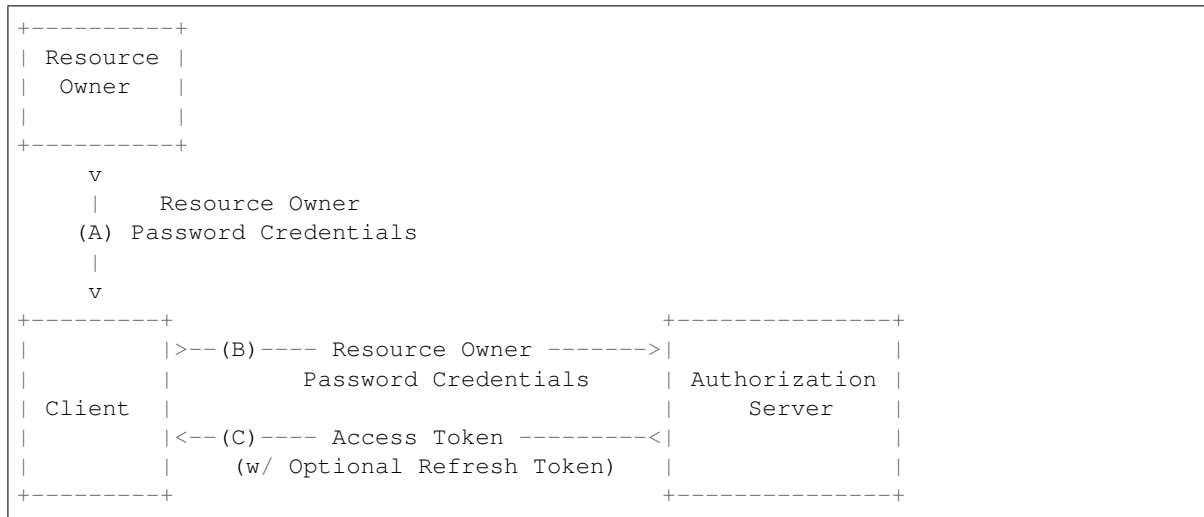 +----------+
| Resource |
|  Owner   |
|          |
+----------+
     v
     |    Resource Owner
    (A) Password Credentials
     |
     v
+---------+                                  +---------------+
|         |>--(B)---- Resource Owner ------->|               |
|         |         Password Credentials     | Authorization |
| Client  |                                  |     Server    |
|         |<--(C)---- Access Token ---------<|               |
|         |    (w/ Optional Refresh Token)   |               |
+---------+                                  +---------------+